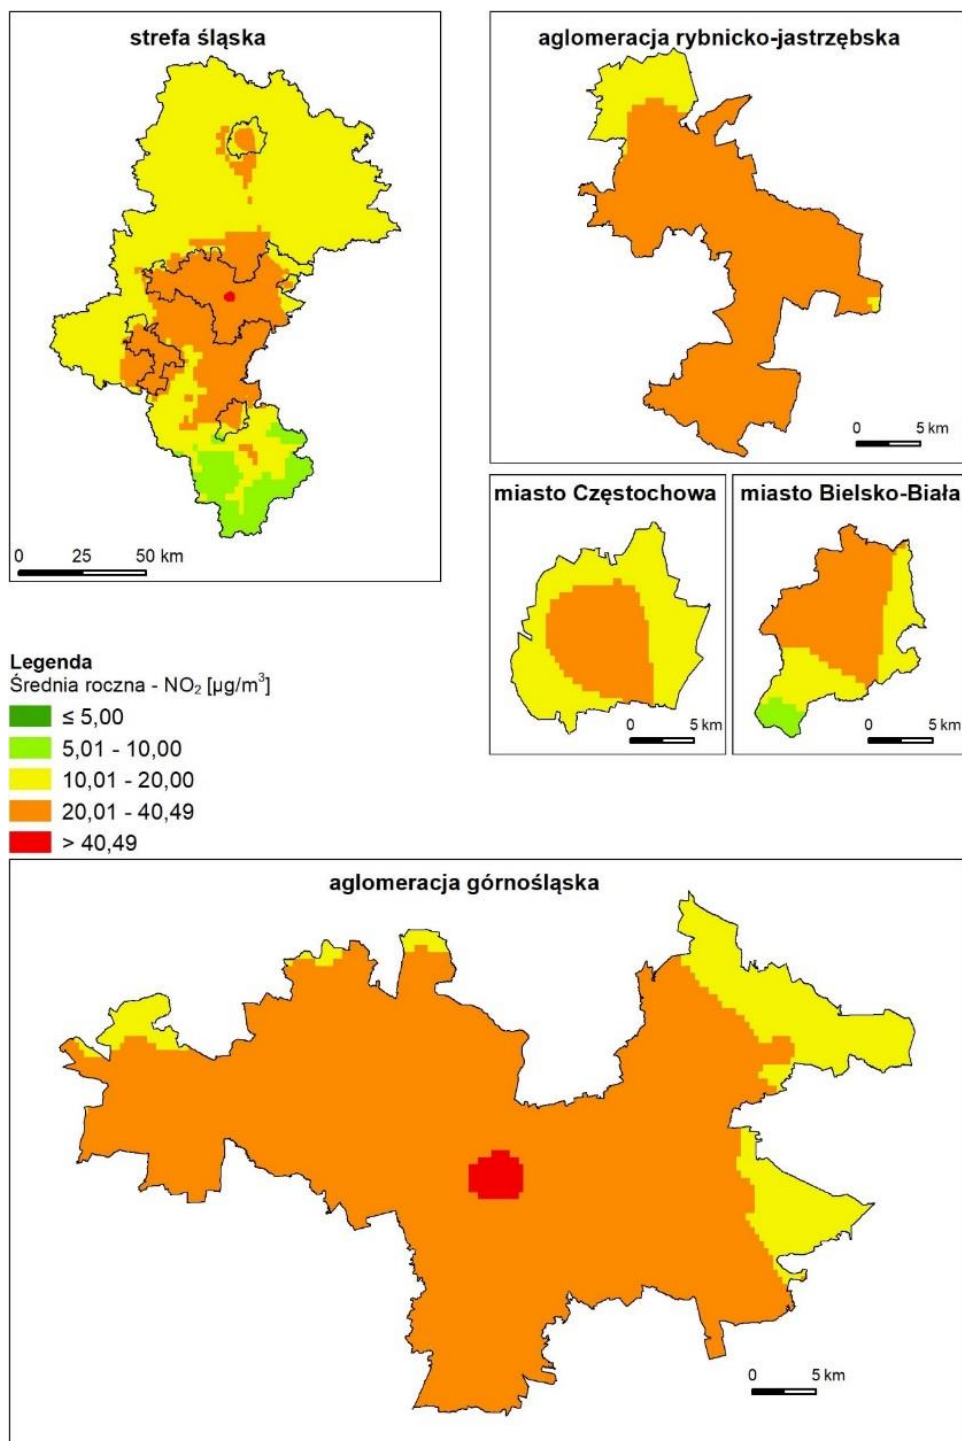 strefa śląska
0 25 50 km
aglomeracja rybnicko-jastrzębska
0 5 km
miasto Częstochowa
0 5 km
miasto Bielsko-Biała
0 5 km
Legenda
Średnia roczna - NO₂ [µg/m³]
≤ 5,00
5,01 - 10,00
10,01 - 20,00
20,01 - 40,49
> 40,49
aglomeracja górnośląska
0 5 km